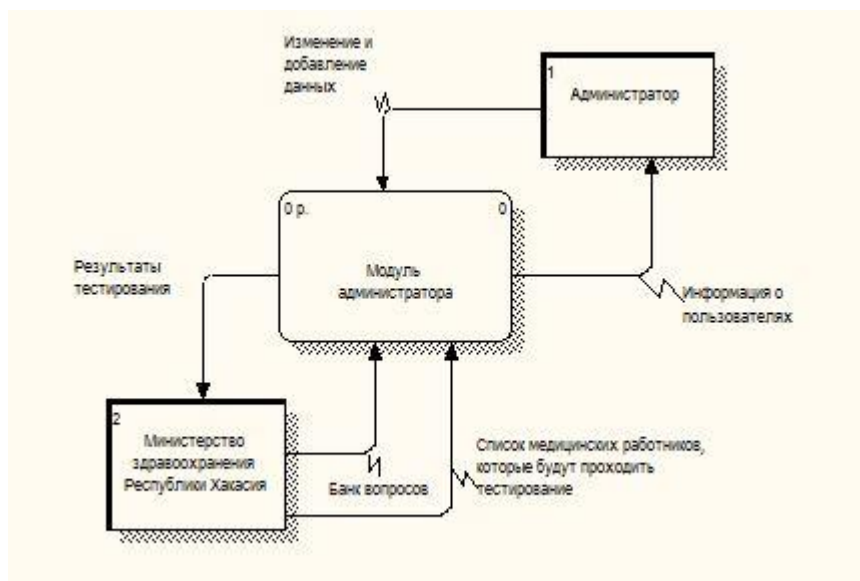 Изменение и
добавление
данных
1
Администратор
0 р.
0
Модуль
администратора
Результаты
тестирования
Информация о
пользователях
2
Министерство
здравоохранения
Республики Хакасия
Банк вопросов
Список медицинских работников,
которые будут проходить
тестирование